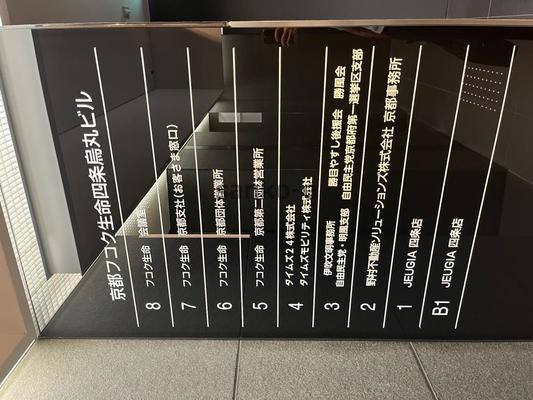 京都フコク生命四条烏丸ビル
8 フコク生命 会議室
7 フコク生命 京都支社(お客さま窓口)
6 フコク生命 京都団体営業所
5 フコク生命 京都第二団体営業所
4 タイムズ24株式会社
タイムズモビリティ株式会社
3 伊吹文明事務所 勝目やすし後援会 勝風会
自由民主党・明風支部 自由民主党京都府第一選挙区支部
2 野村不動産ソリューションズ株式会社 京都事務所
1 JEUGIA 四条店
B1 JEUGIA 四条店